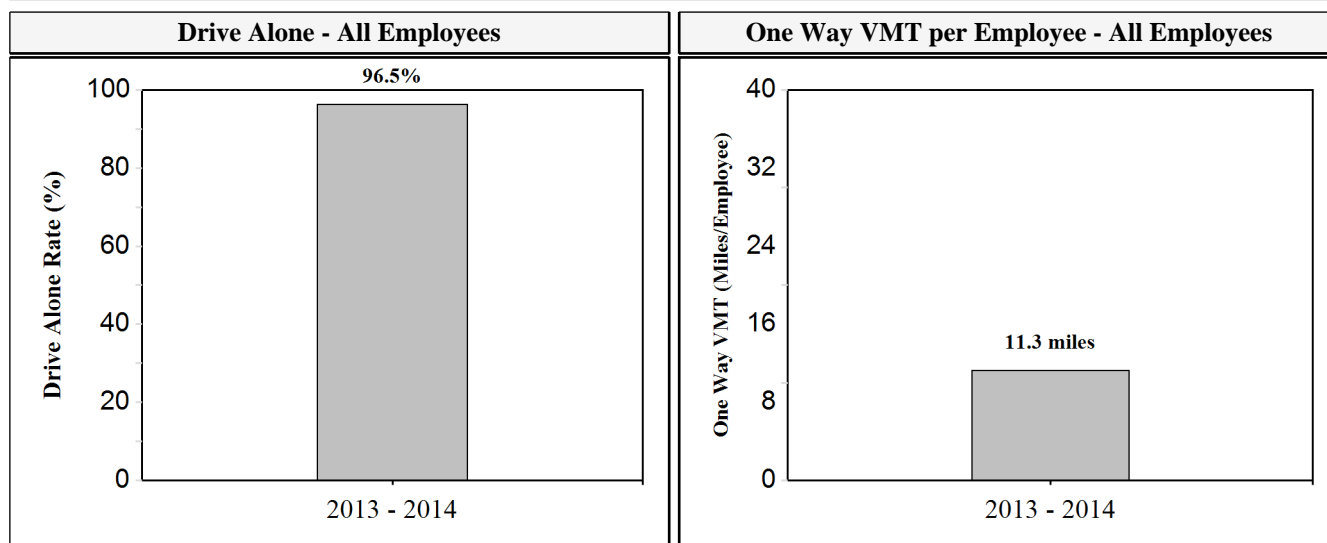 Drive Alone - All Employees
96.5%
Drive Alone Rate (%)
100
80
60
40
20
0
2013 - 2014
One Way VMT per Employee - All Employees
One Way VMT (Miles/Employee)
40
32
24
16
8
0
11.3 miles
2013 - 2014